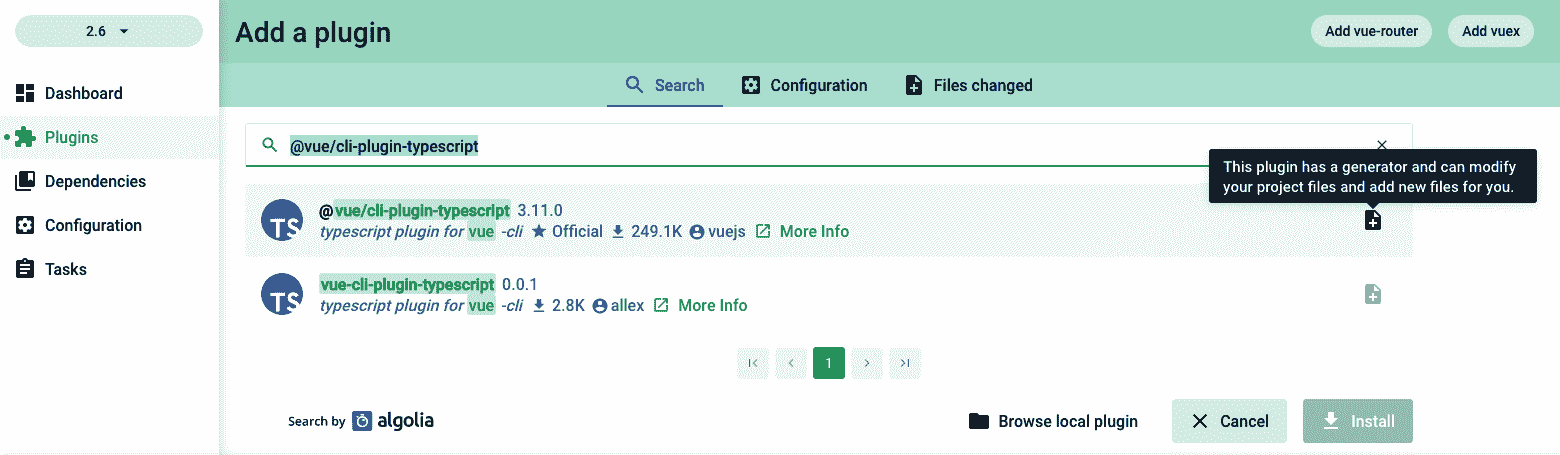 2.6
Add a plugin
Add vue-router
Add vuex
Dashboard
Plugins
Dependencies
Configuration
Tasks
Search
Configuration
Files changed
@vue/cli-plugin-typescript
This plugin has a generator and can modify
your project files and add new files for you.
TS
@vue/cli-plugin-typescript 3.11.0
typescript plugin for vue -cli Official 249.1K vuejs More Info
TS
vue-cli-plugin-typescript 0.0.1
typescript plugin for vue -cli 2.8K allex More Info
1
Search by algolia
Browse local plugin
Cancel
Install